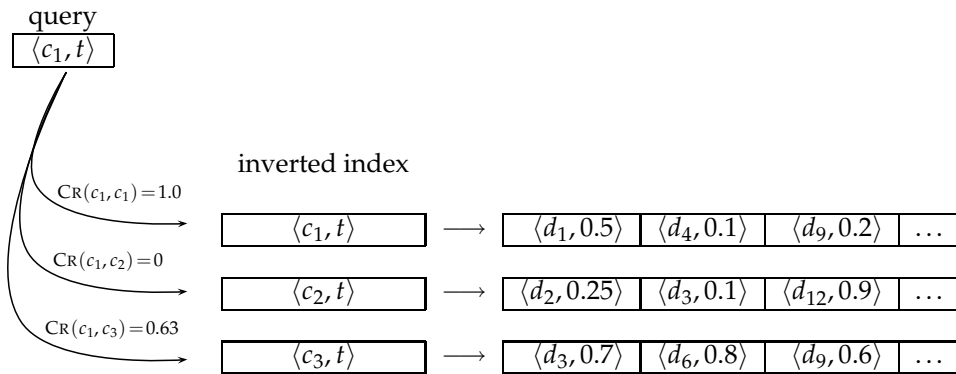 query
⟨c₁, t⟩
inverted index
CR(c₁, c₁) = 1.0
⟨c₁, t⟩ ⟶ ⟨d₁, 0.5⟩ ⟨d₄, 0.1⟩ ⟨d₉, 0.2⟩ ...
CR(c₁, c₂) = 0
⟨c₂, t⟩ ⟶ ⟨d₂, 0.25⟩ ⟨d₃, 0.1⟩ ⟨d₁₂, 0.9⟩ ...
CR(c₁, c₃) = 0.63
⟨c₃, t⟩ ⟶ ⟨d₃, 0.7⟩ ⟨d₆, 0.8⟩ ⟨d₉, 0.6⟩ ...